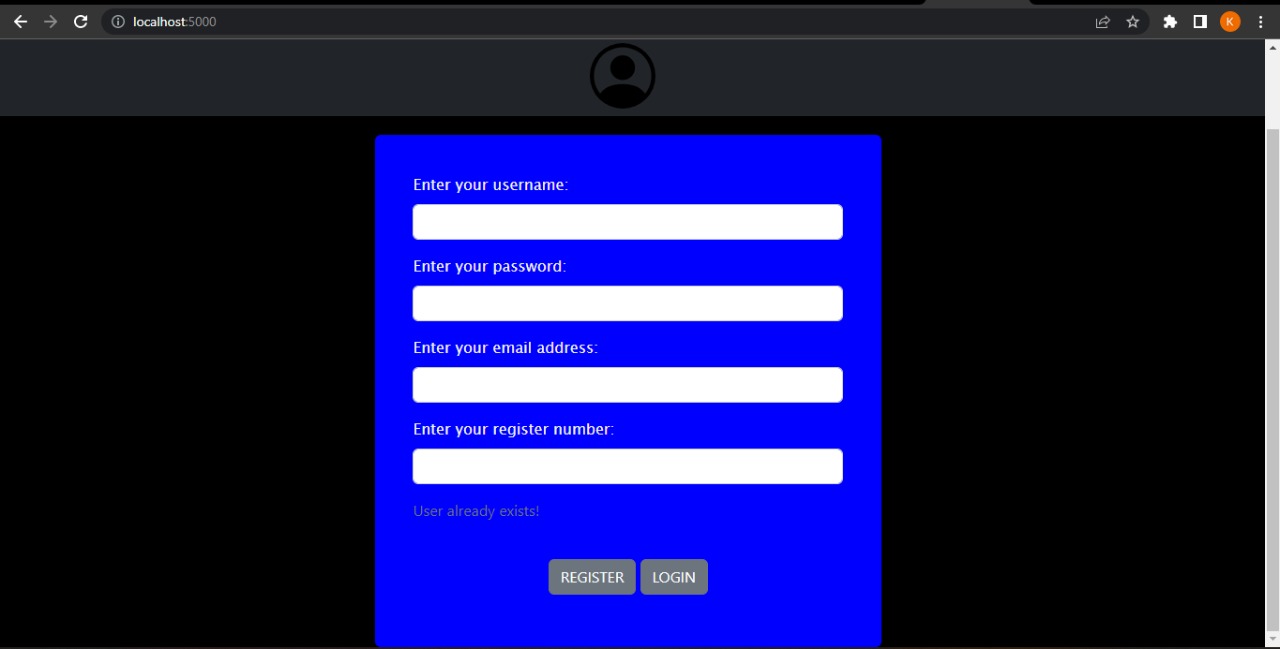 localhost:5000
K
Enter your username:
Enter your password:
Enter your email address:
Enter your register number:
User already exists!
REGISTER LOGIN